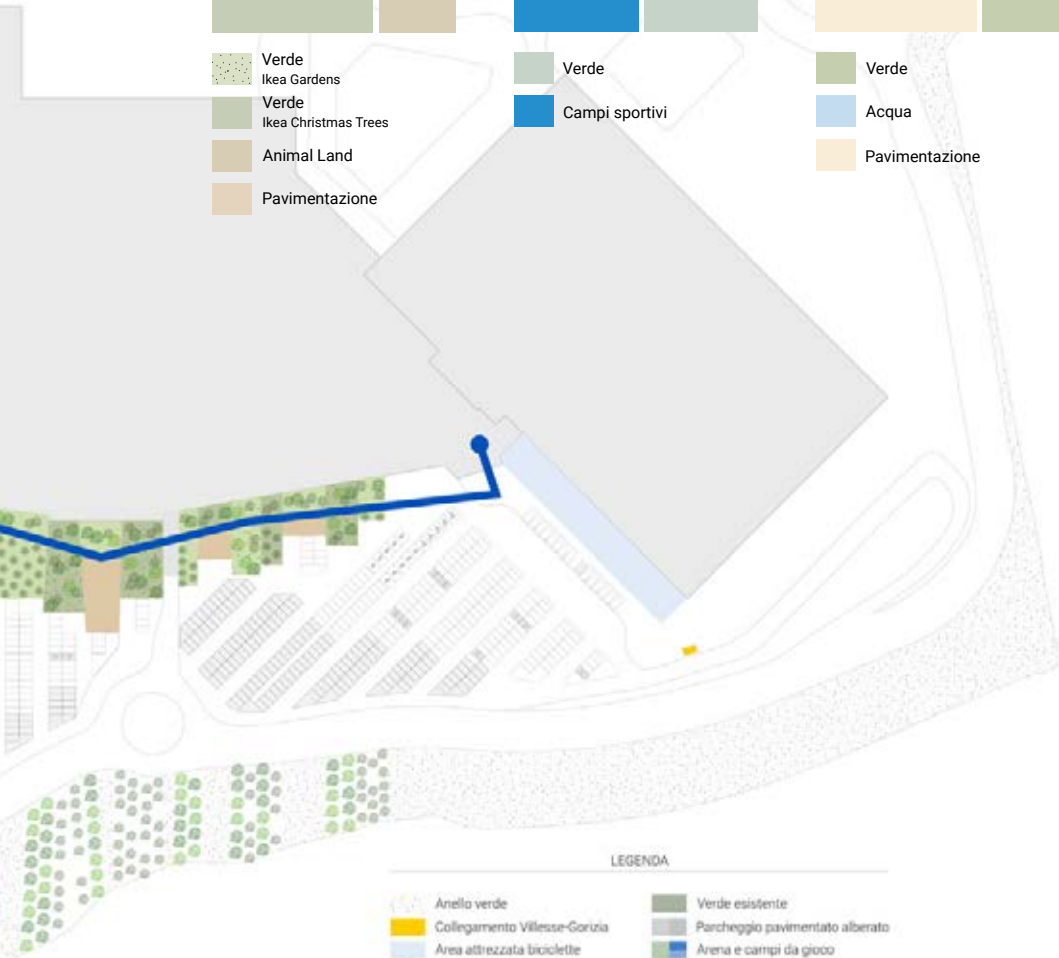 Verde
Ikea Gardens
Verde
Ikea Christmas Trees
Animal Land
Pavimentazione
Verde
Campi sportivi
Verde
Acqua
Pavimentazione
LEGENDA
Anello verde
Collegamento Villesse-Gorizia
Area attrezzata biciclette
Verde esistente
Parcheggio pavimentato alberato
Arena e campi da gioco